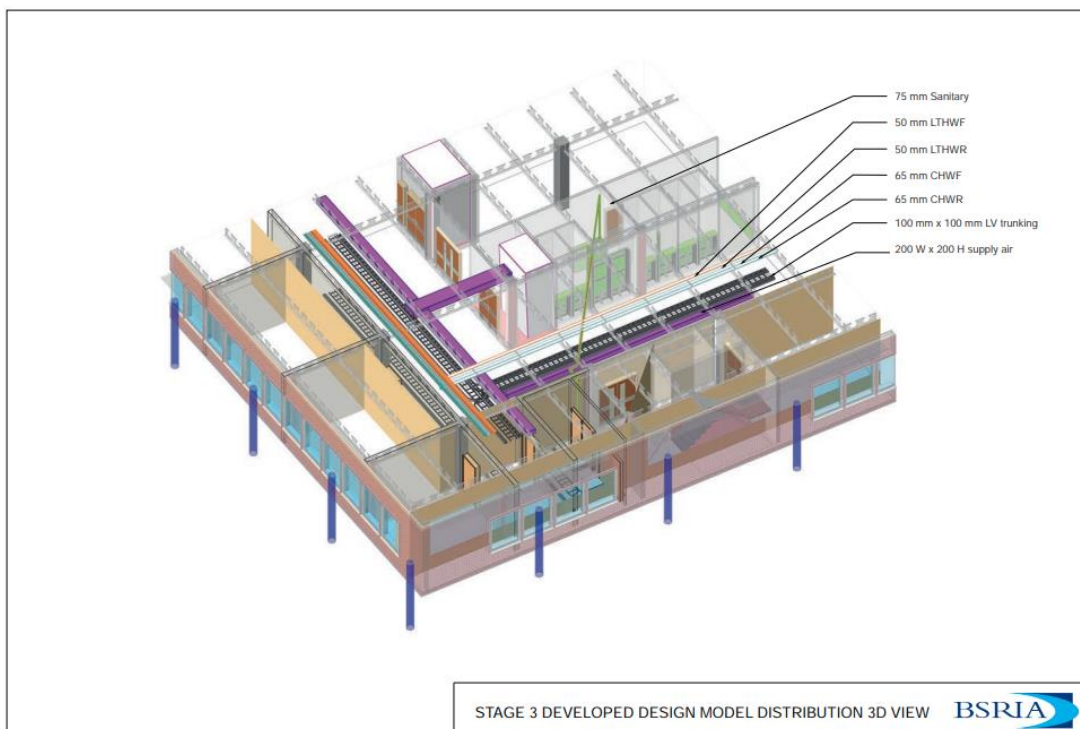 75 mm Sanitary
50 mm LTHWF
50 mm LTHWR
65 mm CHWF
65 mm CHWR
100 mm x 100 mm LV trunking
200 W x 200 H supply air
STAGE 3 DEVELOPED DESIGN MODEL DISTRIBUTION 3D VIEW
BSRIA